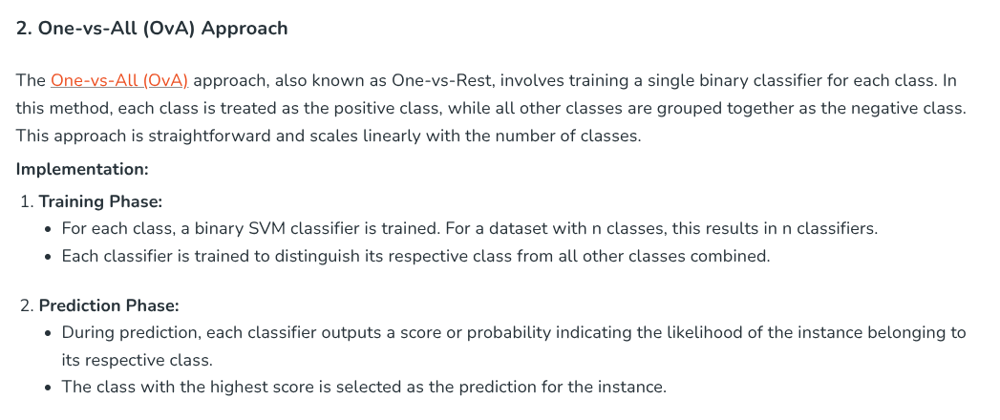 2. One-vs-All (OvA) Approach
The One-vs-All (OvA) approach, also known as One-vs-Rest, involves training a single binary classifier for each class. In
this method, each class is treated as the positive class, while all other classes are grouped together as the negative class.
This approach is straightforward and scales linearly with the number of classes.
Implementation:
1. Training Phase:
• For each class, a binary SVM classifier is trained. For a dataset with n classes, this results in n classifiers.
• Each classifier is trained to distinguish its respective class from all other classes combined.
2. Prediction Phase:
• During prediction, each classifier outputs a score or probability indicating the likelihood of the instance belonging to
its respective class.
• The class with the highest score is selected as the prediction for the instance.